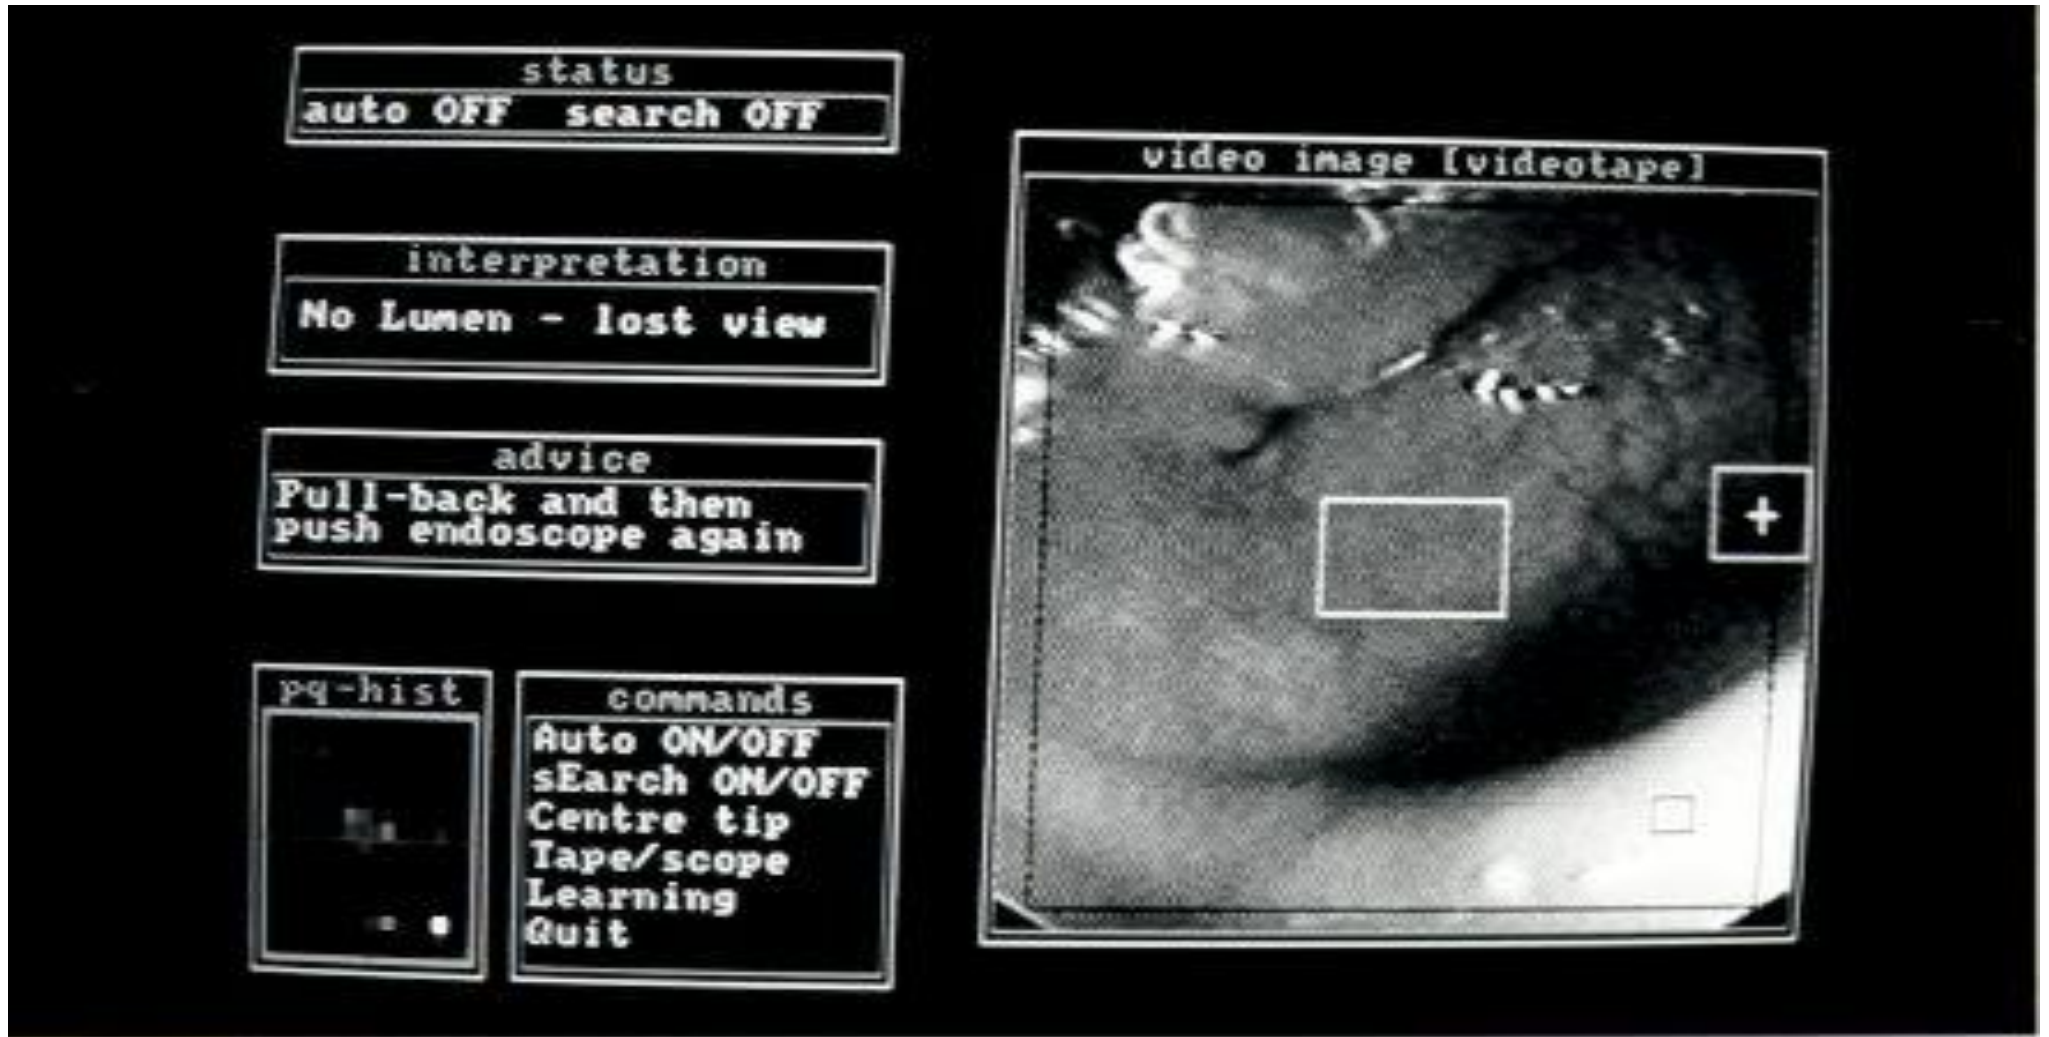 status
auto OFF search OFF
interpretation
No Lumen - lost view
advice
Pull-back and then
push endoscope again
pq-hist
commands
Auto ON/OFF
sEarch ON/OFF
Centre tip
Tape/scope
Learning
Quit
video image [videotape]
+